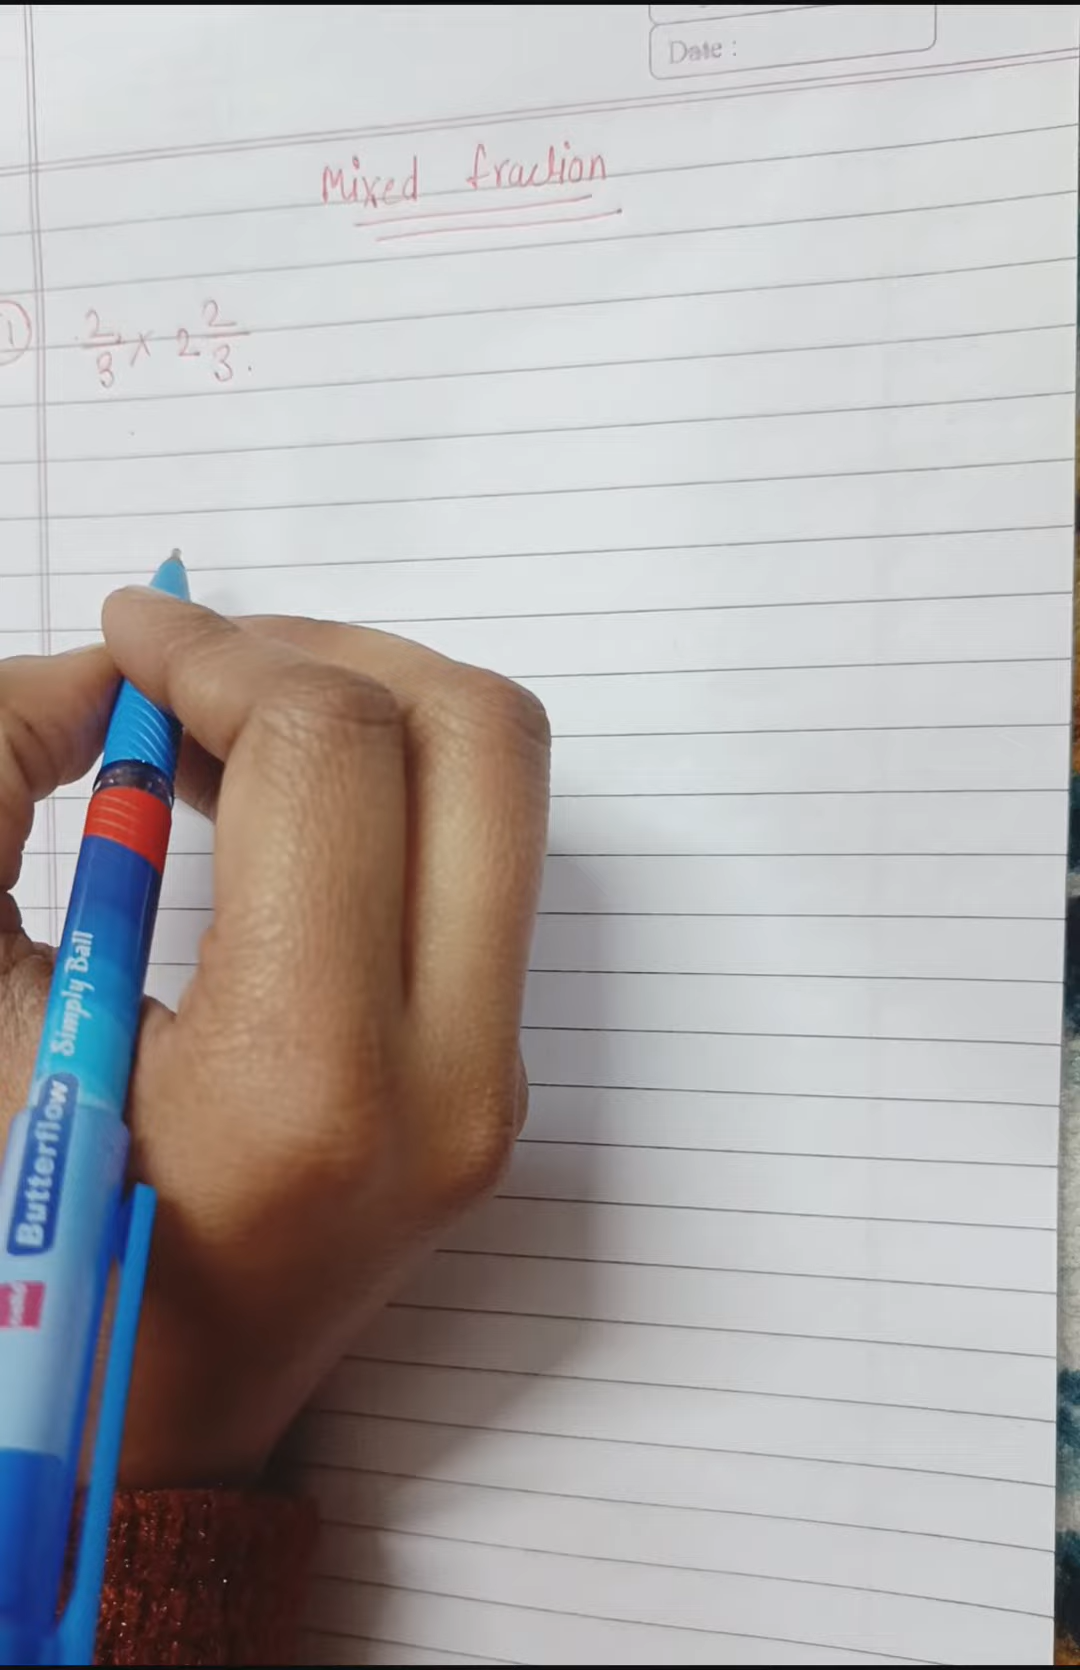 Date :
Mixed fraction
① 2/3 x 2 2/3.
Simply Ball
Butterflow